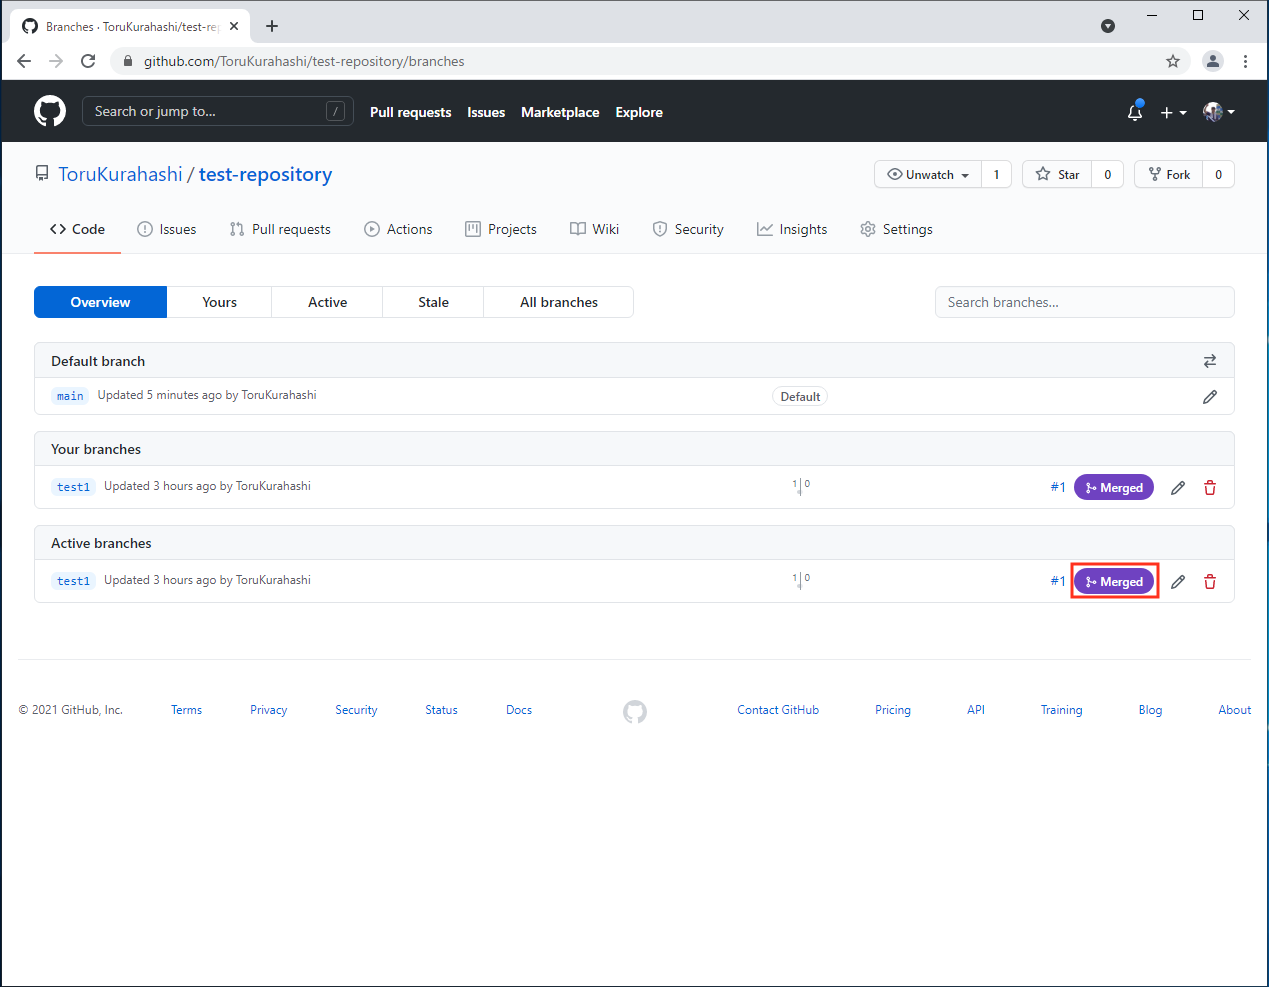 Branches · ToruKurahashi/test-rep
github.com/ToruKurahashi/test-repository/branches
Search or jump to... / Pull requests Issues Marketplace Explore
ToruKurahashi / test-repository Unwatch 1 Star 0 Fork 0
Code Issues Pull requests Actions Projects Wiki Security Insights Settings
Overview Yours Active Stale All branches Search branches...
Default branch
main Updated 5 minutes ago by ToruKurahashi Default
Your branches
test1 Updated 3 hours ago by ToruKurahashi 1 0 #1 Merged
Active branches
test1 Updated 3 hours ago by ToruKurahashi 1 0 #1 Merged
© 2021 GitHub, Inc. Terms Privacy Security Status Docs Contact GitHub Pricing API Training Blog About